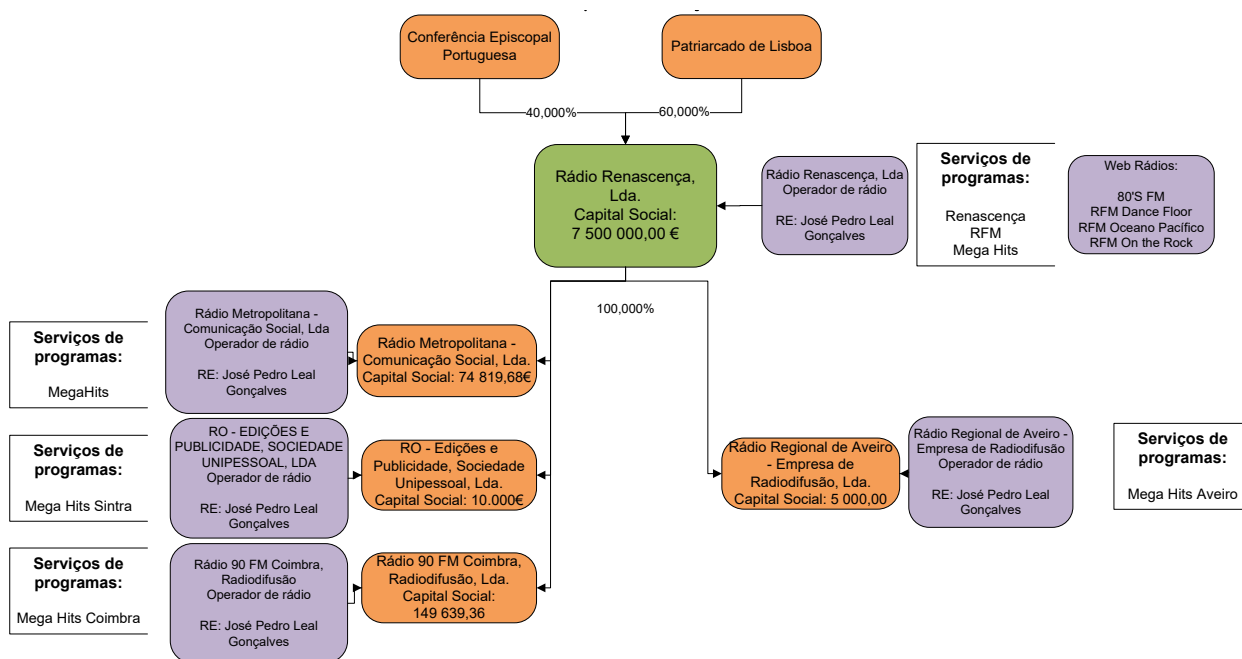 Conferência Episcopal
Portuguesa
Patriarcado de Lisboa
40,000%
60,000%
Rádio Renascença,
Lda.
Capital Social:
7 500 000,00 €
Rádio Renascença, Lda
Operador de rádio
RE: José Pedro Leal
Gonçalves
Serviços de
programas:
Renascença
RFM
Mega Hits
Web Rádios:
80'S FM
RFM Dance Floor
RFM Oceano Pacífico
RFM On the Rock
100,000%
Serviços de
programas:
MegaHits
Rádio Metropolitana -
Comunicação Social, Lda
Operador de rádio
RE: José Pedro Leal
Gonçalves
Rádio Metropolitana -
Comunicação Social, Lda.
Capital Social: 74 819,68€
Serviços de
programas:
Mega Hits Sintra
RO - EDIÇÕES E
PUBLICIDADE, SOCIEDADE
UNIPESSOAL, LDA
Operador de rádio
RE: José Pedro Leal
Gonçalves
RO - Edições e
Publicidade, Sociedade
Unipessoal, Lda.
Capital Social: 10.000€
Rádio Regional de Aveiro
- Empresa de
Radiodifusão, Lda.
Capital Social: 5 000,00
Rádio Regional de Aveiro -
Empresa de Radiodifusão
Operador de rádio
RE: José Pedro Leal
Gonçalves
Serviços de
programas:
Mega Hits Aveiro
Serviços de
programas:
Mega Hits Coimbra
Rádio 90 FM Coimbra,
Radiodifusão
Operador de rádio
RE: José Pedro Leal
Gonçalves
Rádio 90 FM Coimbra,
Radiodifusão, Lda.
Capital Social:
149 639,36